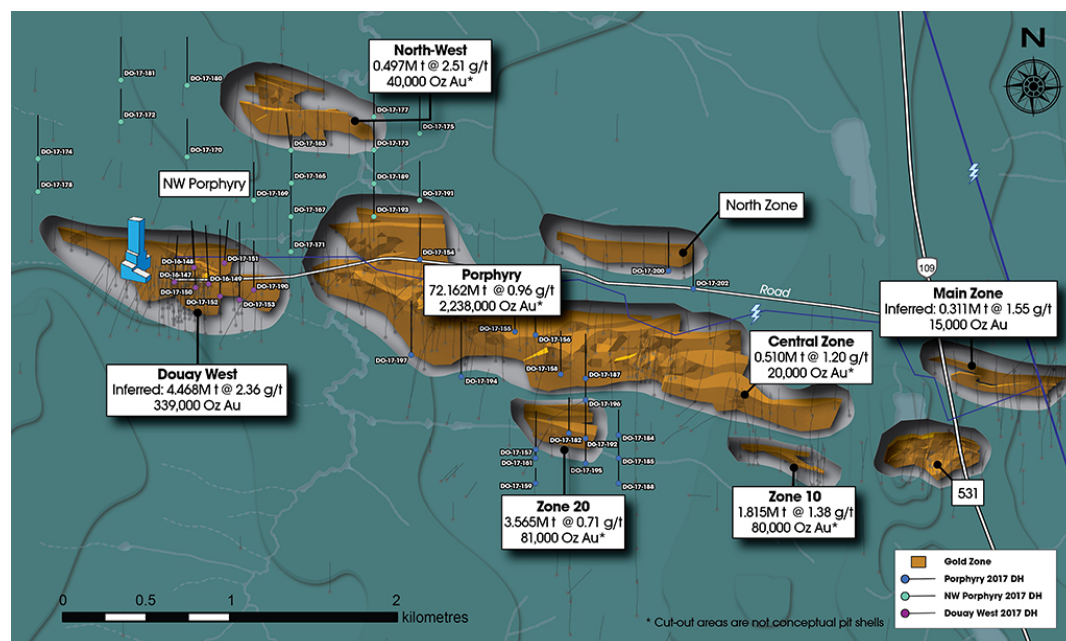 North-West
0.497M t @ 2.51 g/t
40,000 Oz Au*
N
DO-17-181
DO-17-180
DO-17-177
DO-17-175
DO-17-172
DO-17-163
DO-17-173
DO-17-174
DO-17-170
NW Porphyry
DO-17-165
DO-17-189
DO-17-178
DO-17-169
DO-17-191
North Zone
DO-17-167
DO-17-193
DO-17-171
DO-17-154
DO-17-151
DO-16-148
DO-16-147
DO-16-149
DO-17-150
DO-17-190
DO-17-152
DO-17-153
DO-17-200
DO-17-202
109
Road
Porphyry
72.162M t @ 0.96 g/t
2,238,000 Oz Au*
Main Zone
Inferred: 0.311M t @ 1.55 g/t
15,000 Oz Au
DO-17-155
DO-17-156
DO-17-197
DO-17-158
DO-17-187
DO-17-194
Central Zone
0.510M t @ 1.20 g/t
20,000 Oz Au*
Douay West
Inferred: 4.468M t @ 2.36 g/t
339,000 Oz Au
DO-17-196
DO-17-182
DO-17-192
DO-17-184
DO-17-157
DO-17-161
DO-17-195
DO-17-185
DO-17-159
DO-17-188
Zone 20
3.565M t @ 0.71 g/t
81,000 Oz Au*
Zone 10
1.815M t @ 1.38 g/t
80,000 Oz Au*
531
Gold Zone
Porphyry 2017 DH
NW Porphyry 2017 DH
Douay West 2017 DH
0 0.5 1 2
kilometres
* Cut-out areas are not conceptual pit shells